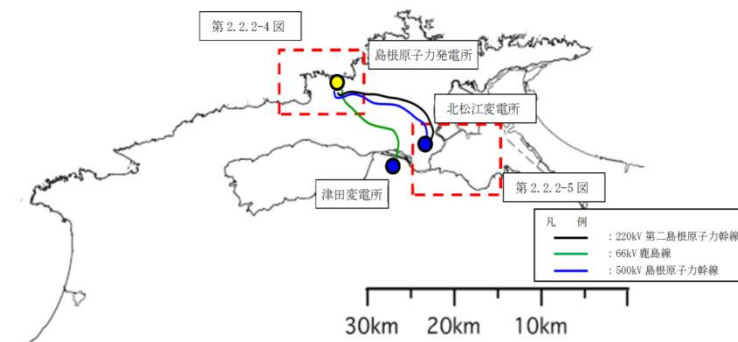 第2.2.2-4図
島根原子力発電所
北松江変電所
津田変電所
第2.2.2-5図
凡 例
：220kV 第二島根原子力幹線
：66kV 鹿島線
：500kV 島根原子力幹線
30km 20km 10km